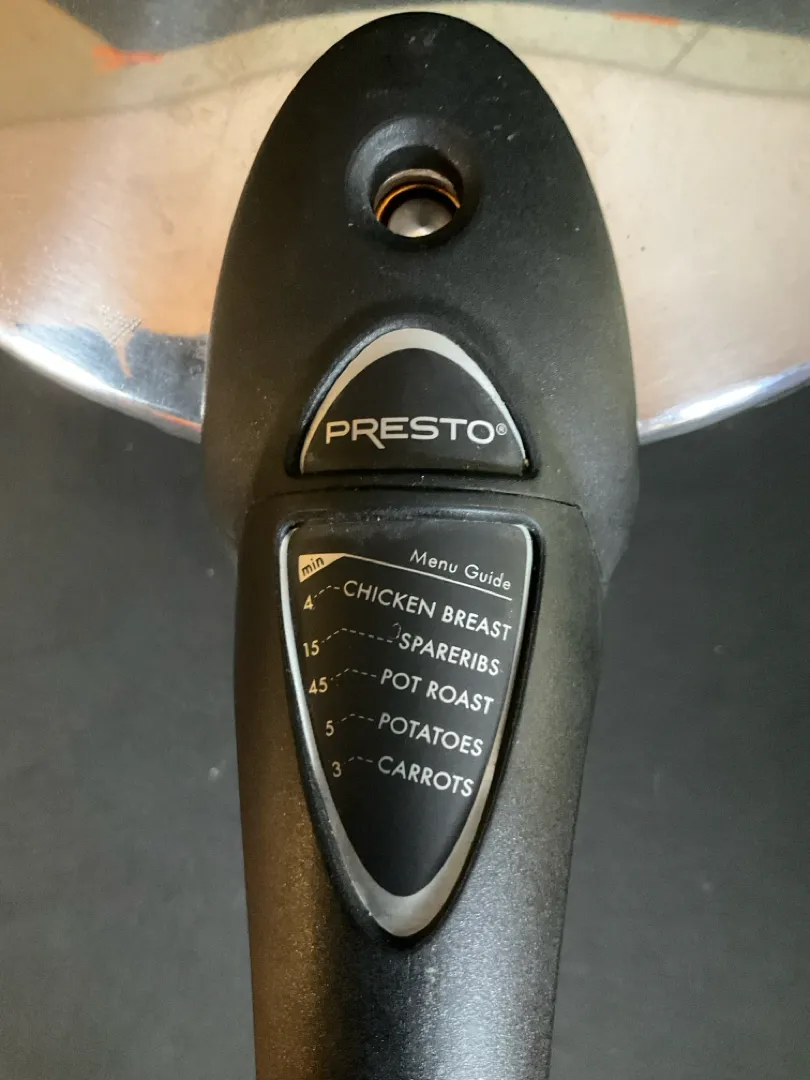 PRESTO®
min Menu Guide
4 CHICKEN BREAST
15 SPARERIBS
45 POT ROAST
5 POTATOES
3 CARROTS